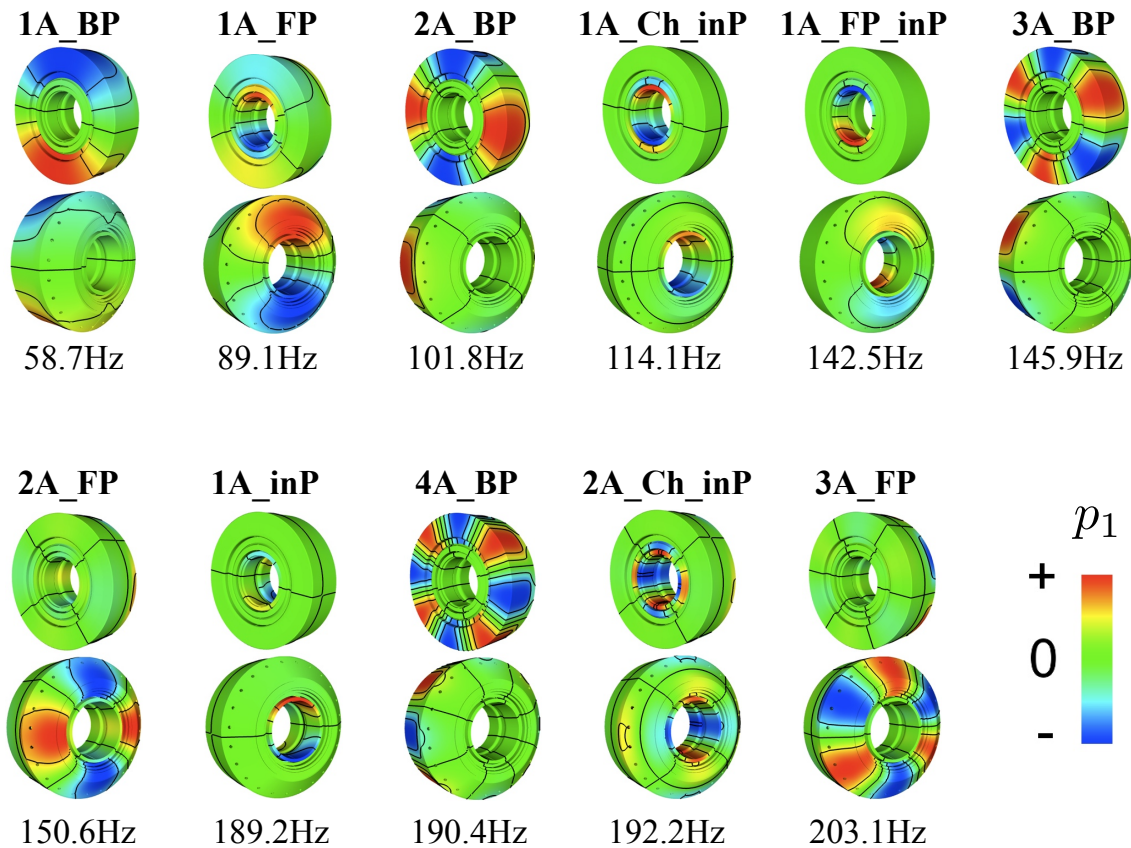 1A_BP 1A_FP 2A_BP 1A_Ch_inP 1A_FP_inP 3A_BP
58.7Hz 89.1Hz 101.8Hz 114.1Hz 142.5Hz 145.9Hz
2A_FP 1A_inP 4A_BP 2A_Ch_inP 3A_FP
p₁
+
0
-
150.6Hz 189.2Hz 190.4Hz 192.2Hz 203.1Hz